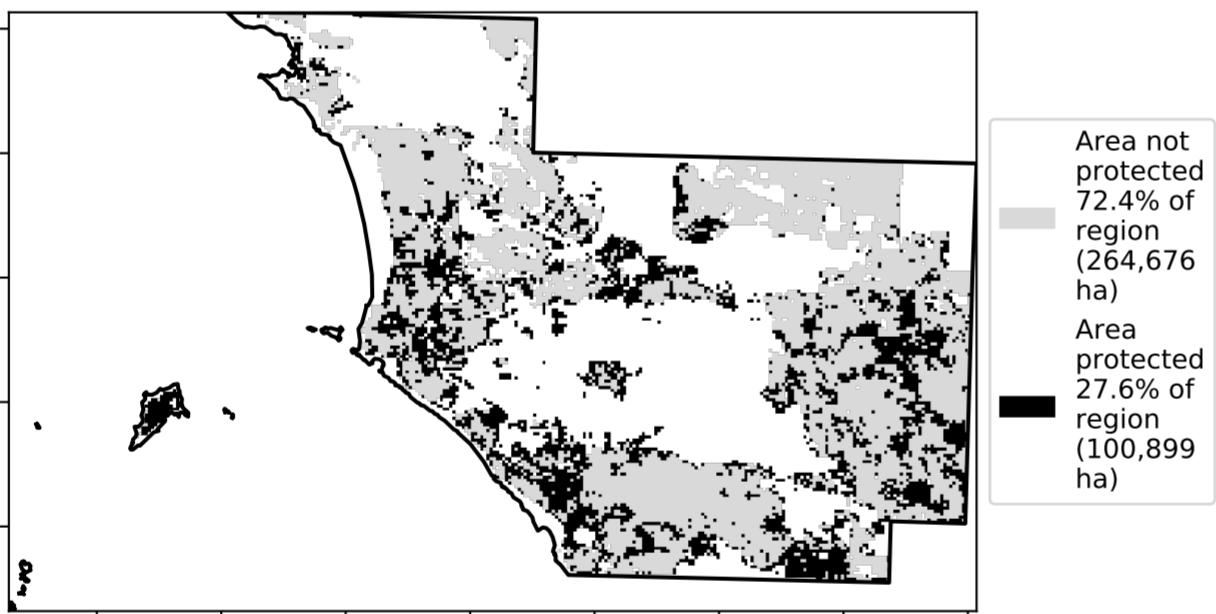 Area not
protected
72.4% of
region
(264,676
ha)
Area
protected
27.6% of
region
(100,899
ha)